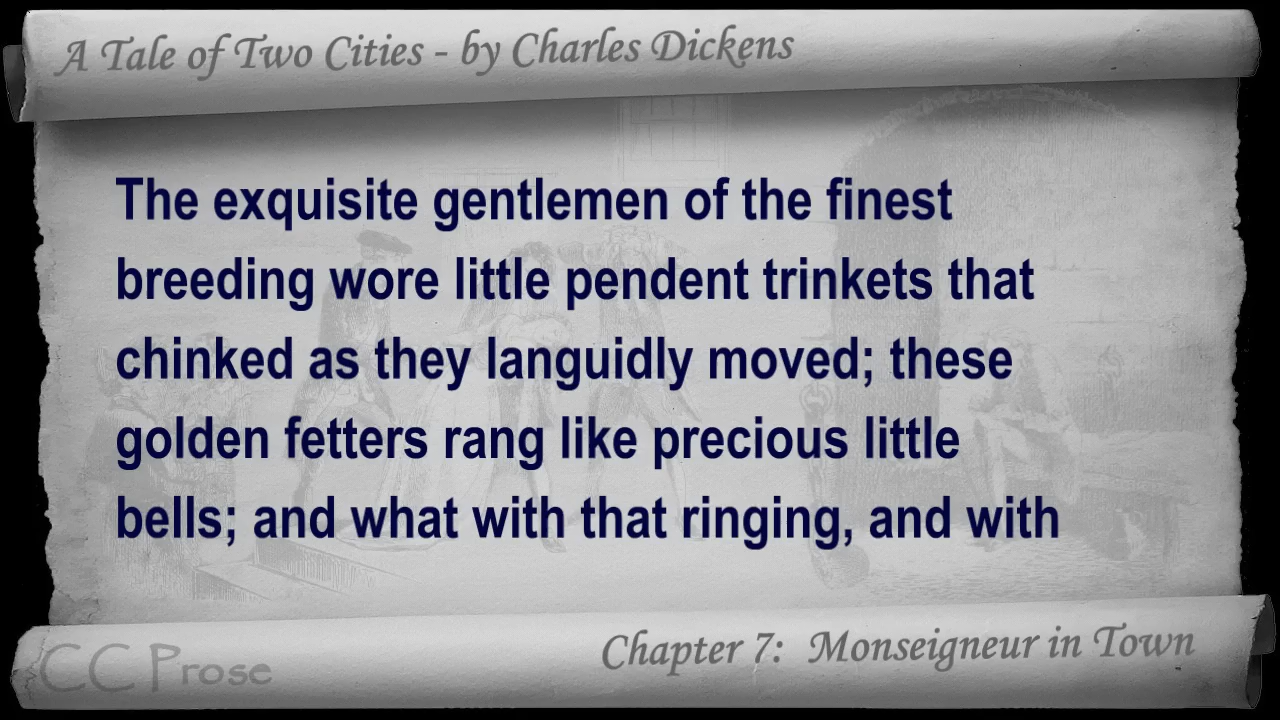 A Tale of Two Cities - by Charles Dickens
The exquisite gentlemen of the finest
breeding wore little pendent trinkets that
chinked as they languidly moved; these
golden fetters rang like precious little
bells; and what with that ringing, and with
Chapter 7: Monseigneur in Town
CC Prose